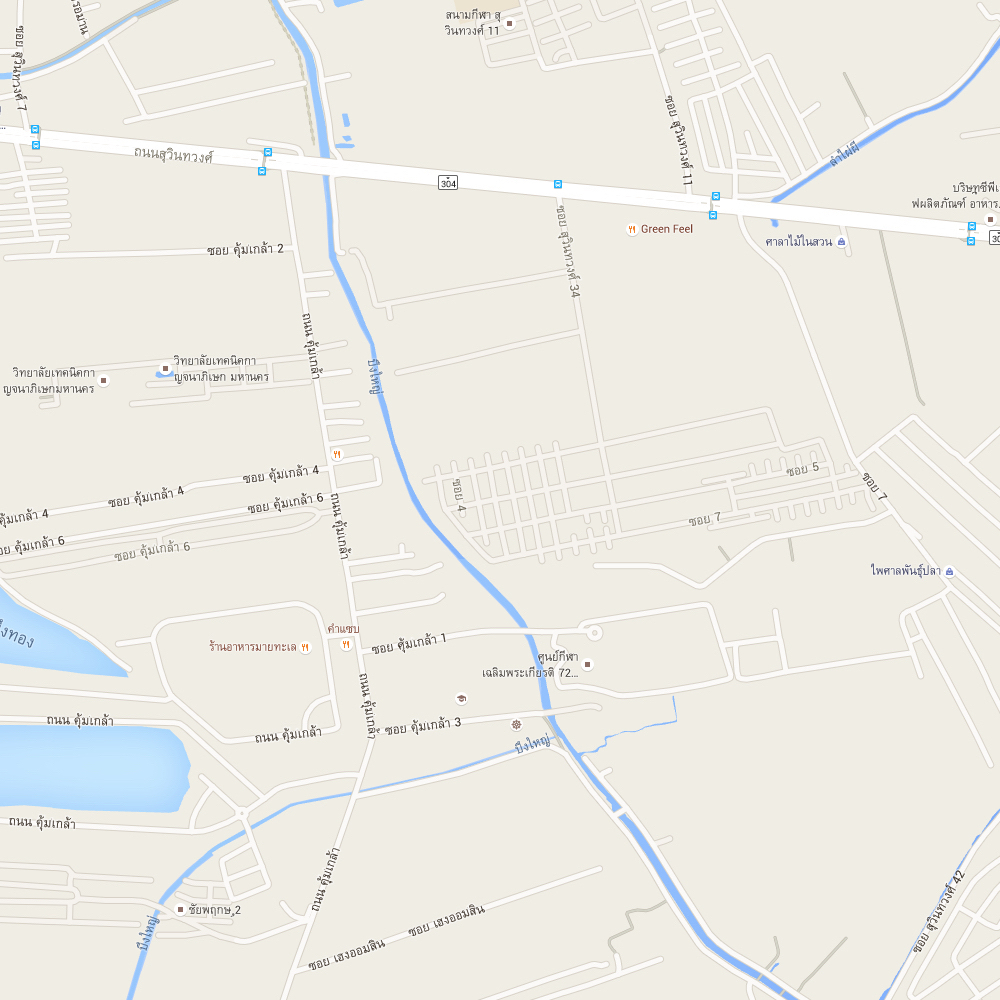 สนามกีฬา สุ
วินทวงศ์ 11
ซอย สุวินทวงศ์ 7
ซอย สุวินทวงศ์ 11
ถนนสุวินทวงศ์
304
ลำไผ่ผี
Green Feel
ซอย สุวินทวงศ์ 34
ศาลาไม้ในสวน
ฟผลิตภัณฑ์ อาหาร...
ซอย คุ้มเกล้า 2
ถนน คุ้มเกล้า
บึงใหญ่
วิทยาลัยเทคนิคกา
ญจนาภิเษก มหานคร
วิทยาลัยเทคนิคกา
ญจนาภิเษกมหานคร
ซอย คุ้มเกล้า 4
ซอย คุ้มเกล้า 4
คุ้มเกล้า 4
ซอย คุ้มเกล้า 6
ซอย คุ้มเกล้า 6
คุ้มเกล้า 6
ซอย 4
ซอย 5
ซอย 7
ซอย 7
ถนน คุ้มเกล้า
ไพศาลพันธุ์ปลา
คำแซบ
ร้านอาหารมายทะเล
ซอย คุ้มเกล้า 1
ศูนย์กีฬา
เฉลิมพระเกียรติ 72...
ถนน คุ้มเกล้า
ถนน คุ้มเกล้า
ซอย คุ้มเกล้า 3
ถนน คุ้มเกล้า
บึงใหญ่
ถนน คุ้มเกล้า
ถนน คุ้มเกล้า
ชัยพฤกษ์ 2
บึงใหญ่
ซอย เฮงออมสิน
ซอย เฮงออมสิน
ซอย สุวินทวงศ์ 42